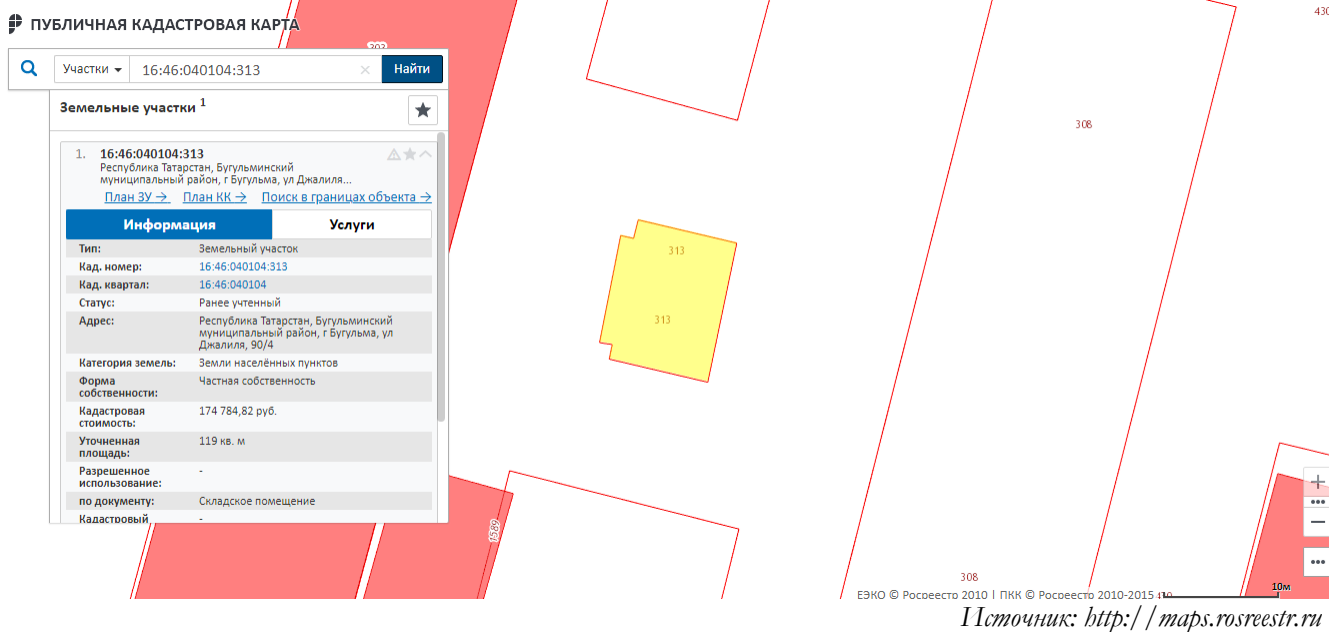 ПУБЛИЧНАЯ КАДАСТРОВАЯ КАРТА
Участки
16:46:040104:313
Найти
Земельные участки 1
1. 16:46:040104:313
Республика Татарстан, Бугульминский
муниципальный район, г Бугульма, ул Джалиля...
План ЗУ → План КК → Поиск в границах объекта →
Информация Услуги
Тип: Земельный участок
Кад. номер: 16:46:040104:313
Кад. квартал: 16:46:040104
Статус: Ранее учтенный
Адрес: Республика Татарстан, Бугульминский
муниципальный район, г Бугульма, ул
Джалиля, 90/4
Категория земель: Земли населённых пунктов
Форма собственности: Частная собственность
Кадастровая стоимость: 174 784,82 руб.
Уточненная площадь: 119 кв. м
Разрешенное использование: -
по документу: Складское помещение
Кадастровый -
303
430
308
313
313
1589
308
10м
ЕЭКО © Росреестр 2010 | ПКК © Росреестр 2010-2015
Источник: http://maps.rosreestr.ru